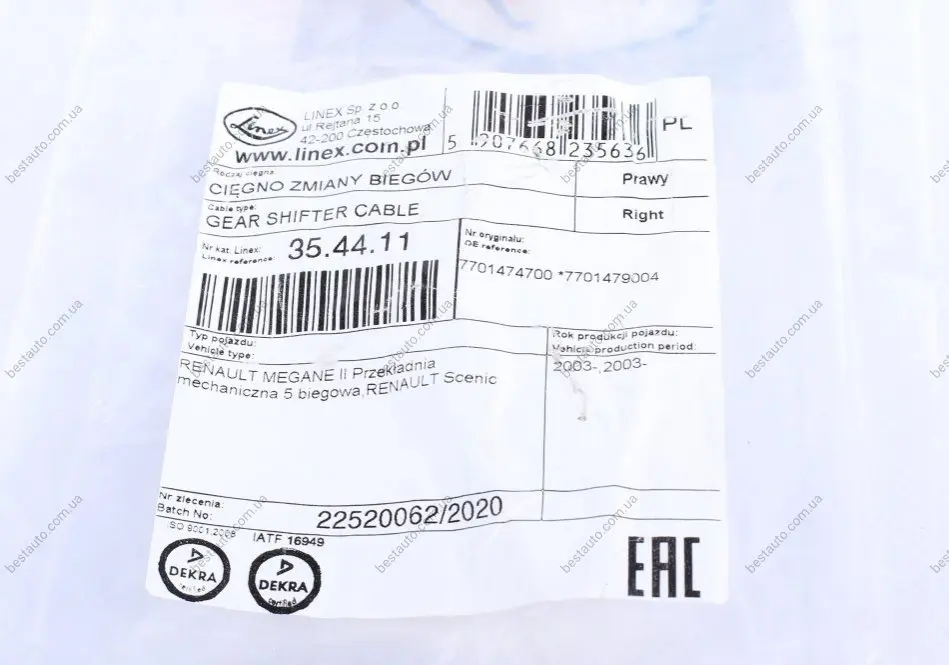 Linex
LINEX Sp. z o.o
ul Rejtana 15
42-200 Częstochowa
www.linex.com.pl
5 907668 235636
PL
Rodzaj cięgna:
CIĘGNO ZMIANY BIEGÓW
Prawy
Cable type:
GEAR SHIFTER CABLE
Right
Nr kat. Linex:
Linex reference:
35.44.11
Nr oryginału:
OE reference:
7701474700 *7701479004
Typ pojazdu:
Vehicle type:
RENAULT MEGANE II Przekładnia
mechaniczna 5 biegowa,RENAULT Scenic
Rok produkcji pojazdu:
Vehicle production period:
2003-,2003-
Nr zlecenia:
Batch No:
22520062/2020
ISO 9001:2008
IATF 16949
DEKRA
certified
DEKRA
certified
EAC
bestauto.com.ua